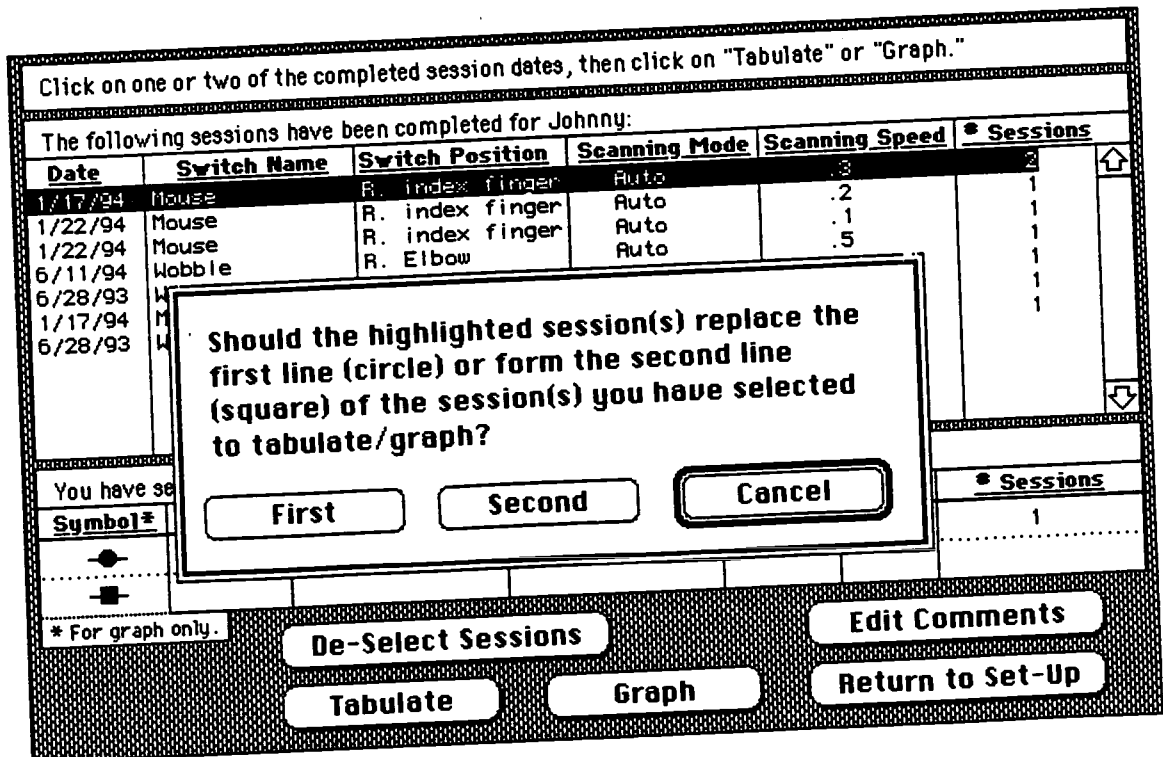 Click on one or two of the completed session dates, then click on "Tabulate" or "Graph."
The following sessions have been completed for Johnny:
Date Switch Name Switch Position Scanning Mode Scanning Speed # Sessions
1/17/94 Mouse R. index finger Auto .3 2
1/22/94 Mouse R. index finger Auto .2 1
1/22/94 Mouse R. index finger Auto .1 1
6/11/94 Wobble R. Elbow Auto .5 1
6/28/93 W 1
1/17/94 M 1
6/28/93 W 1
Should the highlighted session(s) replace the
first line (circle) or form the second line
(square) of the session(s) you have selected
to tabulate/graph?
First Second Cancel
You have se
Symbol* # Sessions
1
* For graph only.
De-Select Sessions Edit Comments
Tabulate Graph Return to Set-Up